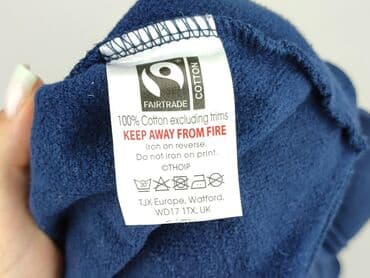 FAIRTRADE
COTTON
100% Cotton excluding trims
KEEP AWAY FROM FIRE
Iron on reverse.
Do not iron on print.
©THOIP
TJX Europe, Watford,
WD17 1TX, UK